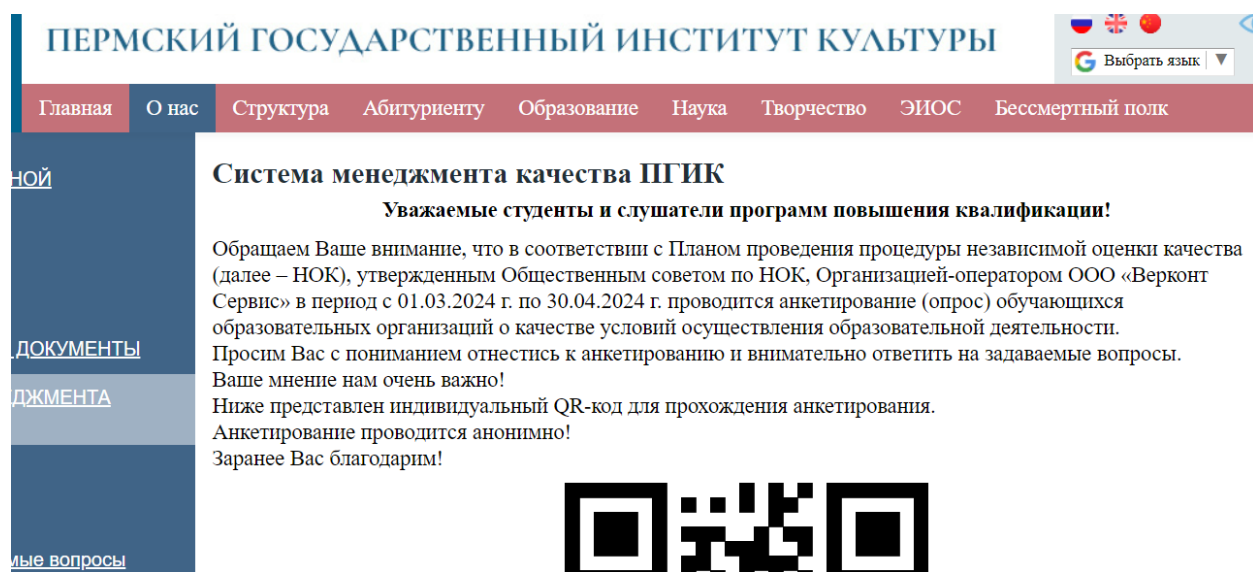 ПЕРМСКИЙ ГОСУДАРСТВЕННЫЙ ИНСТИТУТ КУЛЬТУРЫ
G Выбрать язык ▼
Главная О нас Структура Абитуриенту Образование Наука Творчество ЭИОС Бессмертный полк
НОЙ
ДОКУМЕНТЫ
ДЖМЕНТА
мые вопросы
Система менеджмента качества ПГИК
Уважаемые студенты и слушатели программ повышения квалификации!
Обращаем Ваше внимание, что в соответствии с Планом проведения процедуры независимой оценки качества
(далее – НОК), утвержденным Общественным советом по НОК, Организацией-оператором ООО «Верконт
Сервис» в период с 01.03.2024 г. по 30.04.2024 г. проводится анкетирование (опрос) обучающихся
образовательных организаций о качестве условий осуществления образовательной деятельности.
Просим Вас с пониманием отнестись к анкетированию и внимательно ответить на задаваемые вопросы.
Ваше мнение нам очень важно!
Ниже представлен индивидуальный QR-код для прохождения анкетирования.
Анкетирование проводится анонимно!
Заранее Вас благодарим!